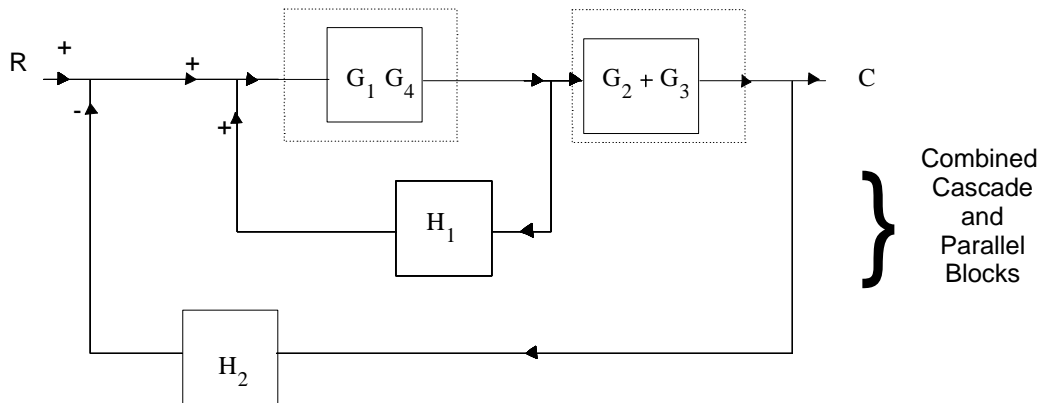 R + + G₁ G₄ G₂ + G₃ C
- +
H₁
H₂
}
Combined
Cascade
and
Parallel
Blocks